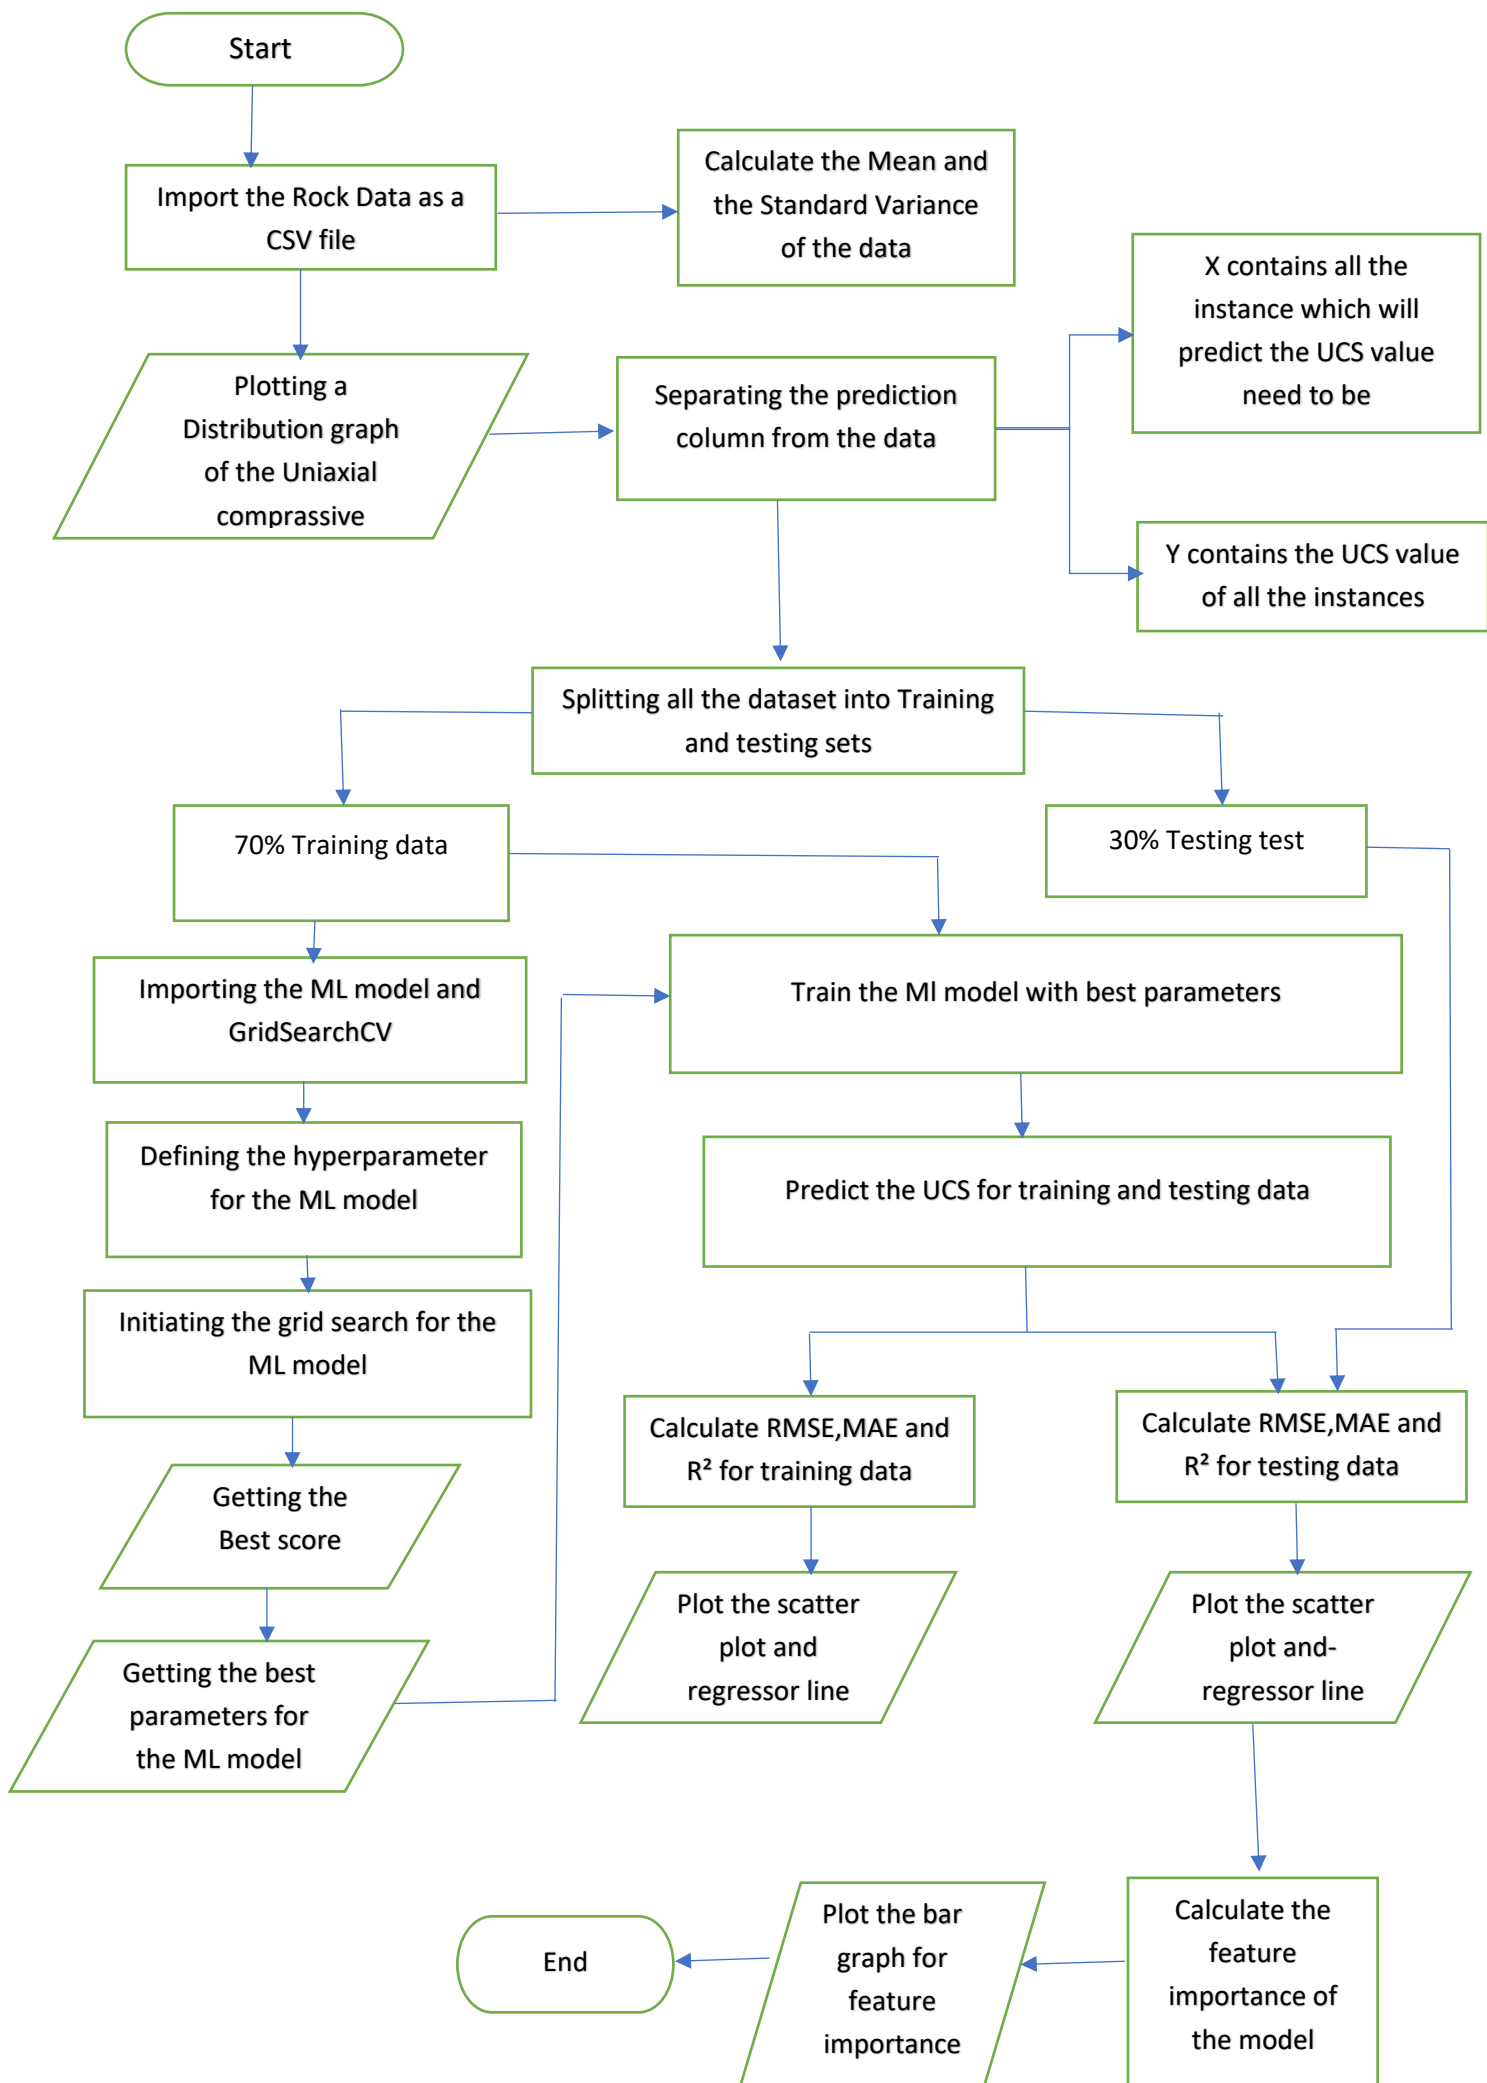 Start
Import the Rock Data as a
CSV file
Calculate the Mean and
the Standard Variance
of the data
X contains all the
instance which will
predict the UCS value
need to be
Plotting a
Distribution graph
of the Uniaxial
comprassive
Separating the prediction
column from the data
Y contains the UCS value
of all the instances
Splitting all the dataset into Training
and testing sets
70% Training data
30% Testing test
Importing the ML model and
GridSearchCV
Train the Ml model with best parameters
Defining the hyperparameter
for the ML model
Predict the UCS for training and testing data
Initiating the grid search for the
ML model
Calculate RMSE,MAE and
R² for training data
Calculate RMSE,MAE and
R² for testing data
Getting the
Best score
Plot the scatter
plot and
regressor line
Plot the scatter
plot and-
regressor line
Getting the best
parameters for
the ML model
Calculate the
feature
importance of
the model
Plot the bar
graph for
feature
importance
End